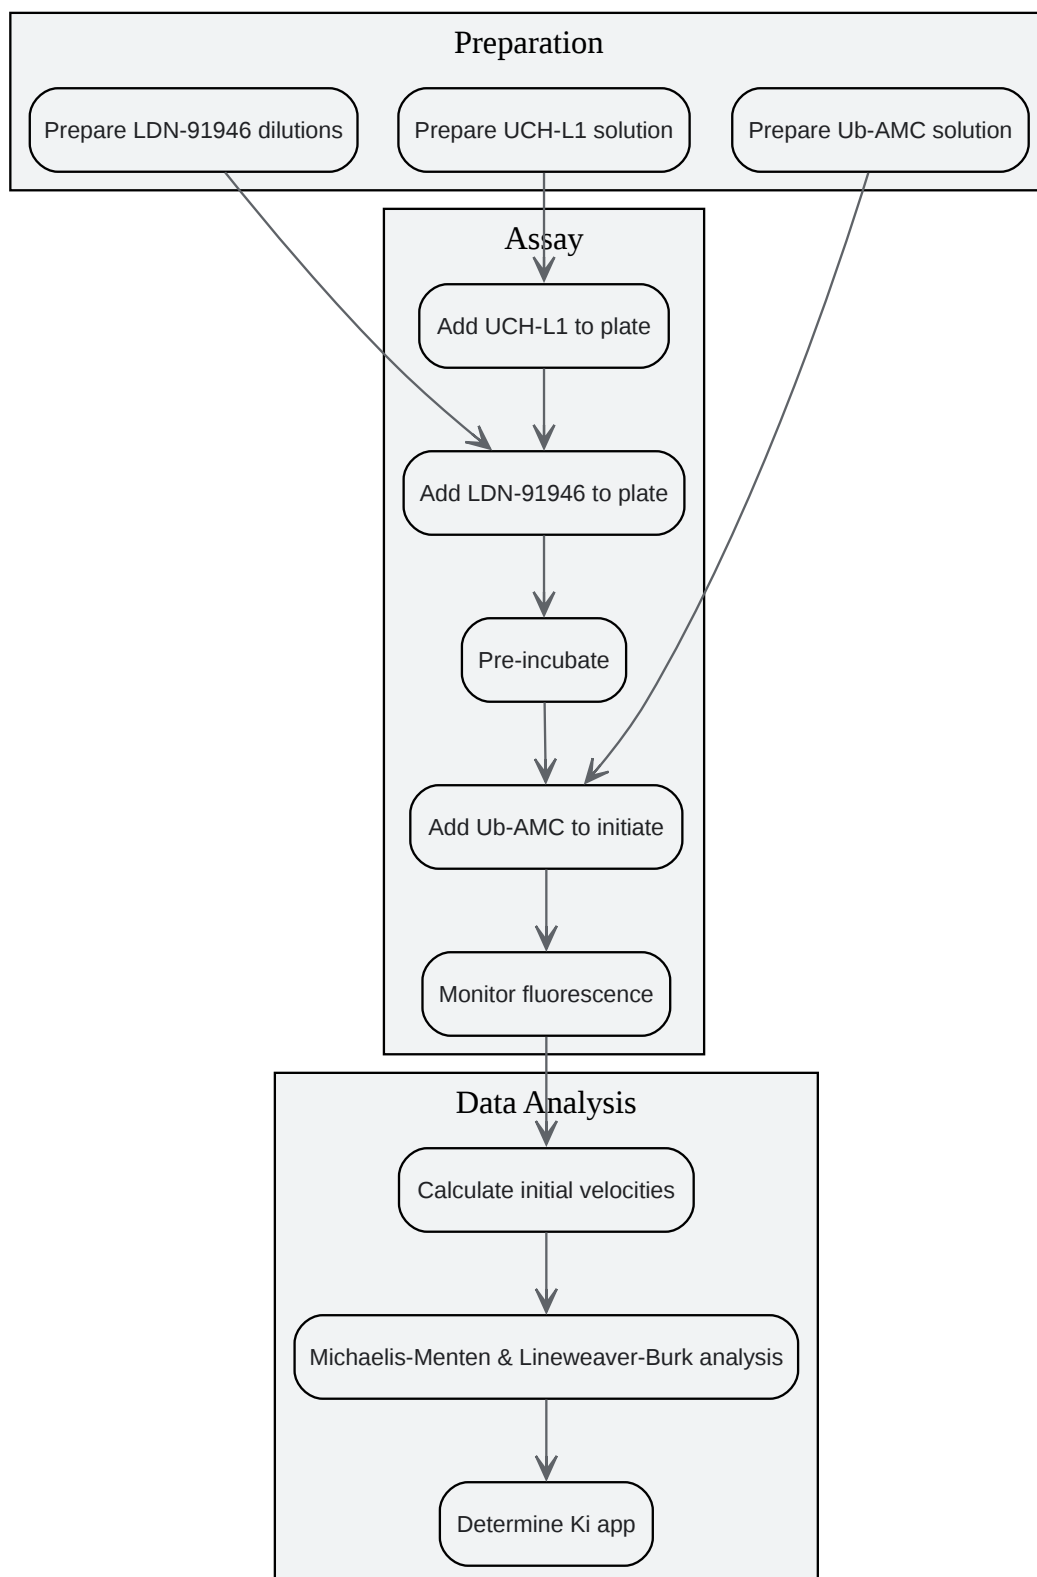 Preparation
Prepare LDN-91946 dilutions
Prepare UCH-L1 solution
Prepare Ub-AMC solution
Assay
Add UCH-L1 to plate
Add LDN-91946 to plate
Pre-incubate
Add Ub-AMC to initiate
Monitor fluorescence
Data Analysis
Calculate initial velocities
Michaelis-Menten & Lineweaver-Burk analysis
Determine Ki app